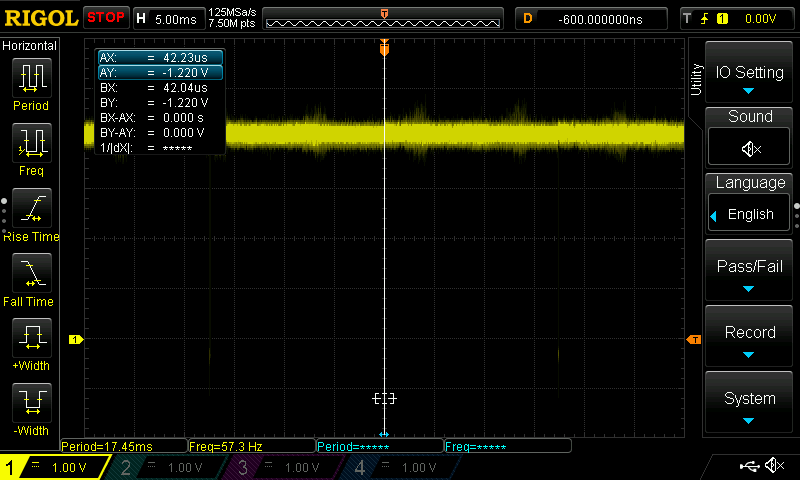 RIGOL STOP H 5.00ms 125MSa/s D -600.000000ns T 1 0.00V
7.50M pts
T
Horizontal
Period
Freq
Rise Time
Fall Time
+Width
-Width
AX: = 42.23us
AY: = -1.220 V
BX: = 42.04us
BY: = -1.220 V
BX-AX: = 0.000 s
BY-AY: = 0.000 V
1/|dX|: = *****
1
T
Utility
IO Setting
Sound
Language
English
Pass/Fail
Record
System
Period=17.45ms Freq=57.3 Hz Period=***** Freq=*****
1 = 1.00 V 2 = 1.00 V 3 = 1.00 V 4 = 1.00 V